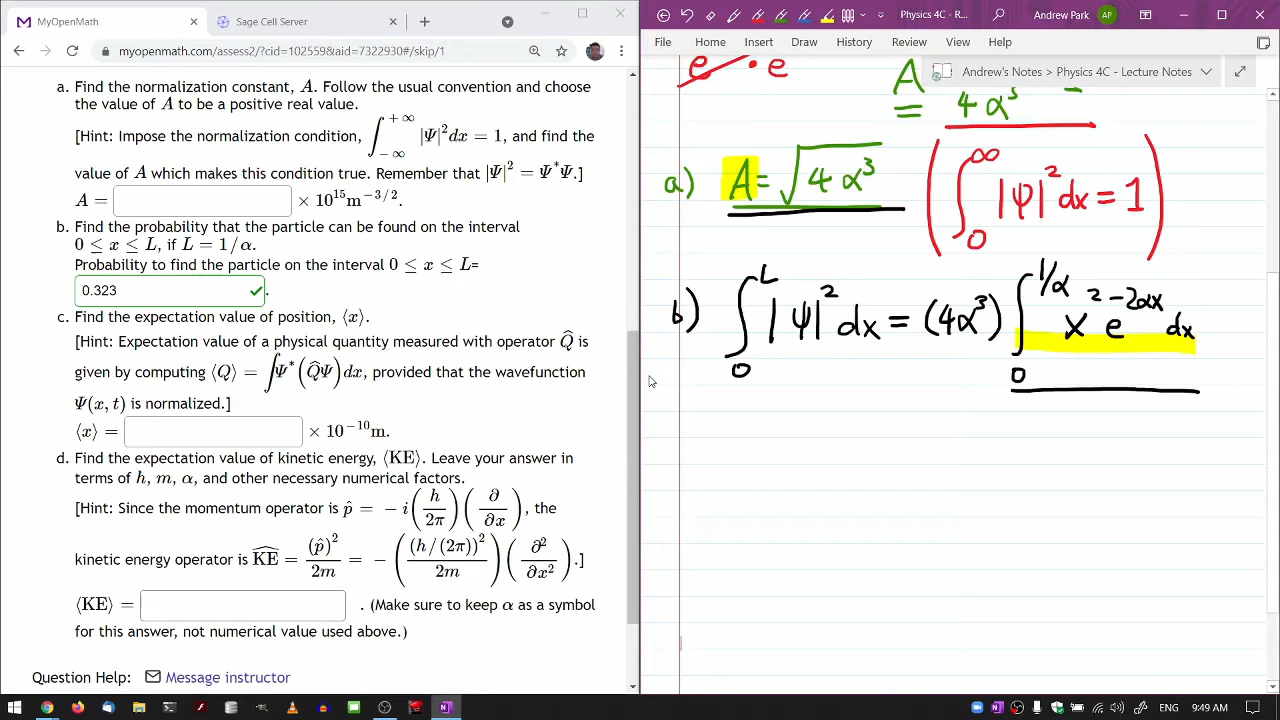 MyOpenMath
Sage Cell Server
myopenmath.com/assess2/?cid=102559&aid=7322930#/skip/1
a. Find the normalization constant, A. Follow the usual convention and choose
the value of A to be a positive real value.
[Hint: Impose the normalization condition, ∫_{−∞}^{+∞} |Ψ|²dx = 1, and find the
value of A which makes this condition true. Remember that |Ψ|² = Ψ*Ψ.]
A = × 10¹⁵m⁻³ᐟ².
b. Find the probability that the particle can be found on the interval
0 ≤ x ≤ L, if L = 1/α.
Probability to find the particle on the interval 0 ≤ x ≤ L=
0.323 ✓.
c. Find the expectation value of position, ⟨x⟩.
[Hint: Expectation value of a physical quantity measured with operator Q̂ is
given by computing ⟨Q⟩ = ∫Ψ*(Q̂Ψ)dx, provided that the wavefunction
Ψ(x, t) is normalized.]
⟨x⟩ = × 10⁻¹⁰m.
d. Find the expectation value of kinetic energy, ⟨KE⟩. Leave your answer in
terms of h, m, α, and other necessary numerical factors.
[Hint: Since the momentum operator is p̂ = −i(h/2π)(∂/∂x), the
kinetic energy operator is K̂E = (p̂)²/2m = −((h/(2π))²/2m)(∂²/∂x²).]
⟨KE⟩ = . (Make sure to keep α as a symbol
for this answer, not numerical value used above.)
Question Help: Message instructor
Physics 4C - R...
Andrew Park AP
File Home Insert Draw History Review View Help
Andrew's Notes › Physics 4C - Lecture Notes
e • e
A
4α³
a) A = √4α³ (∫₀^∞ |ψ|² dx = 1)
b) ∫₀^L |ψ|² dx = (4α³) ∫₀^{1/α} x² e^{−2αx} dx
ENG 9:49 AM